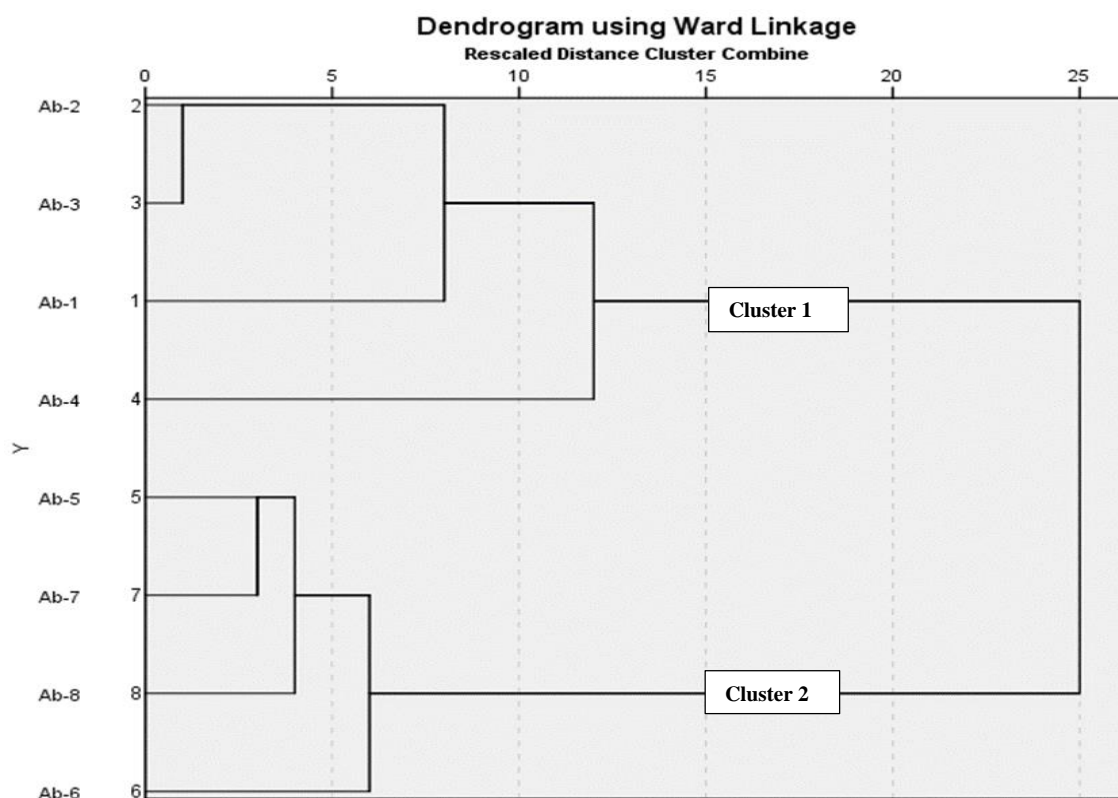 Dendrogram using Ward Linkage
Rescaled Distance Cluster Combine
0 5 10 15 20 25
Ab-2 2
Ab-3 3
Ab-1 1
Cluster 1
Ab-4 4
Y
Ab-5 5
Ab-7 7
Ab-8 8
Cluster 2
Ab-6 6